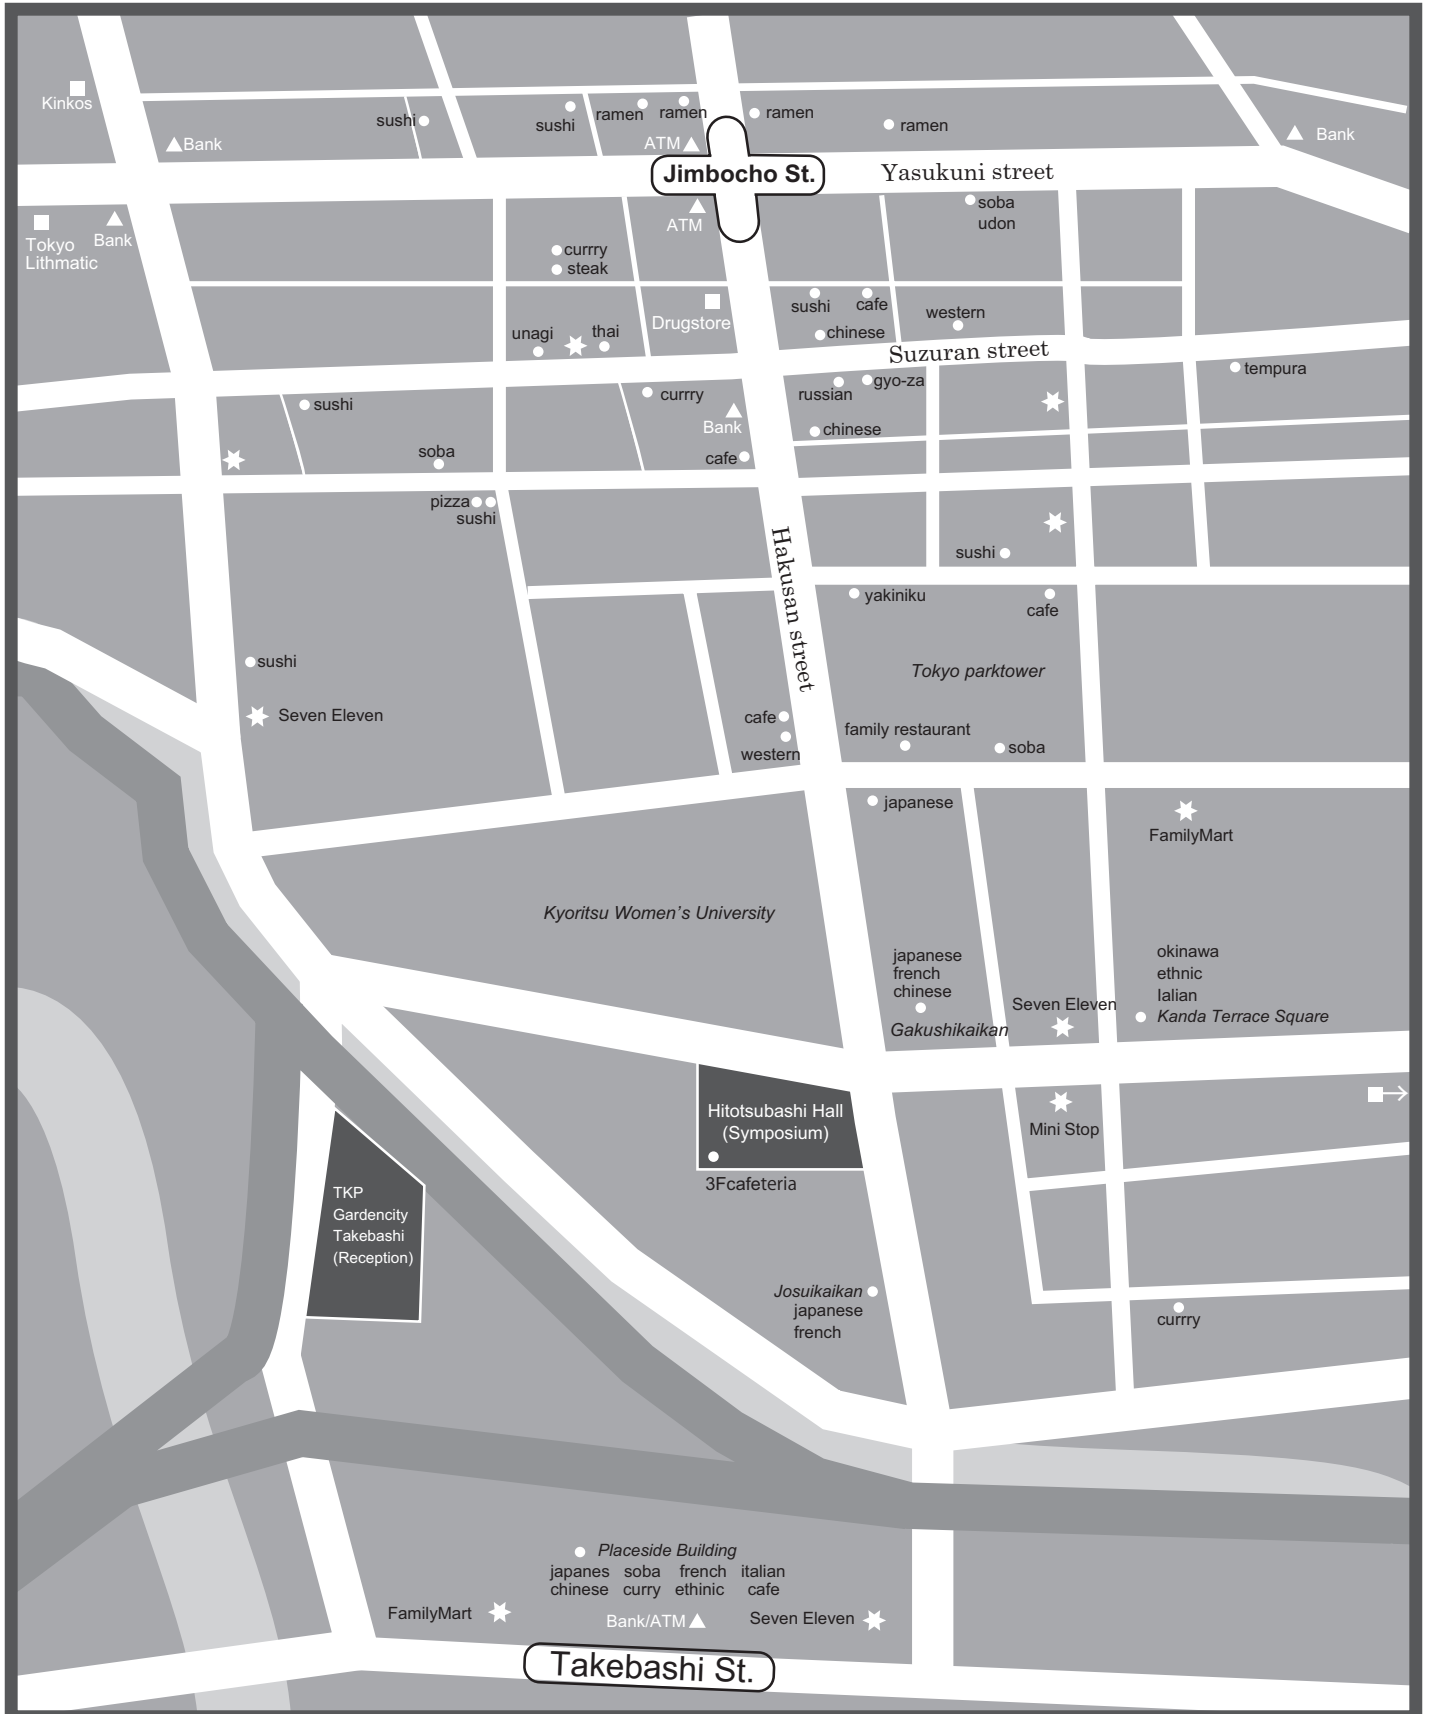 Kinkos
sushi
sushi
ramen
ramen
ramen
ramen
Bank
ATM
Bank
Jimbocho St.
Yasukuni street
Tokyo
Lithmatic
Bank
ATM
soba
udon
currry
steak
Drugstore
sushi
cafe
western
chinese
unagi
thai
Suzuran street
tempura
russian
gyo-za
sushi
currry
Bank
chinese
soba
cafe
pizza
sushi
Hakusan street
sushi
yakiniku
cafe
sushi
Tokyo parktower
Seven Eleven
cafe
western
family restaurant
soba
japanese
FamilyMart
Kyoritsu Women's University
japanese
french
chinese
Gakushikaikan
Seven Eleven
okinawa
ethnic
Ialian
Kanda Terrace Square
Hitotsubashi Hall
(Symposium)
3Fcafeteria
Mini Stop
TKP
Gardencity
Takebashi
(Reception)
Josuikaikan
japanese
french
currry
Placeside Building
japanes soba french italian
chinese curry ethinic cafe
FamilyMart
Bank/ATM
Seven Eleven
Takebashi St.